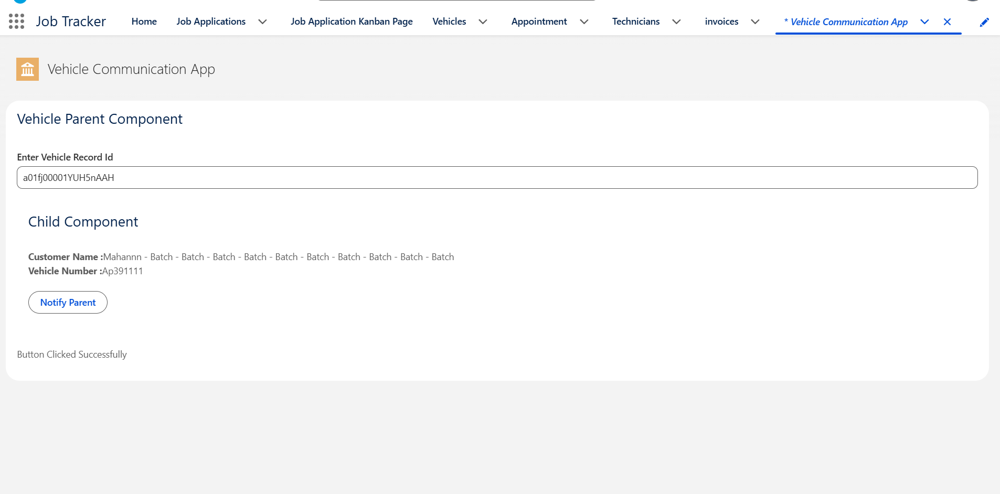 Job Tracker Home Job Applications Job Application Kanban Page Vehicles Appointment Technicians invoices * Vehicle Communication App
Vehicle Communication App
Vehicle Parent Component
Enter Vehicle Record Id
a01fj00001YUH5nAAH
Child Component
Customer Name :Mahannn - Batch - Batch - Batch - Batch - Batch - Batch - Batch - Batch - Batch - Batch
Vehicle Number :Ap391111
Notify Parent
Button Clicked Successfully